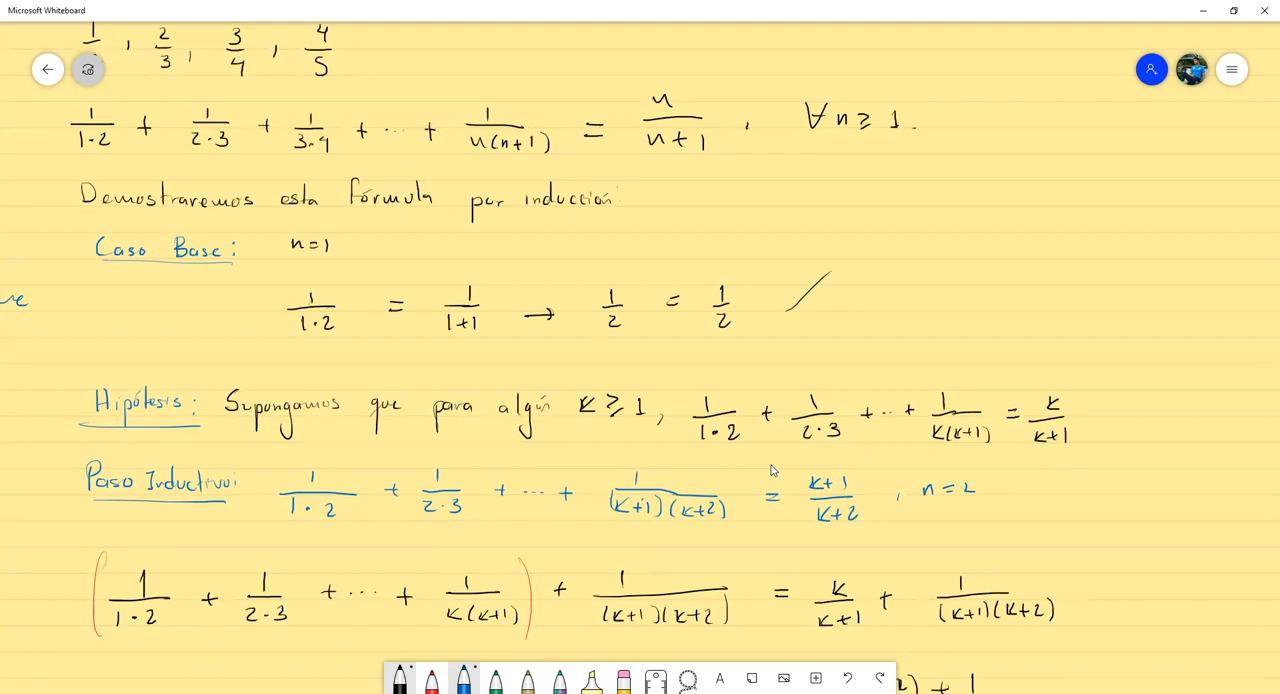 Microsoft Whiteboard
1/ , 2/3 , 3/4 , 4/5
1/(1·2) + 1/(2·3) + 1/(3·4) + ··· + 1/(n(n+1)) = n/(n+1) , ∀ n ≥ 1.
Demostraremos esta fórmula por inducción:
Caso Base: n=1
1/(1·2) = 1/(1+1) → 1/2 = 1/2
Hipótesis: Supongamos que para algún K ≥ 1, 1/(1·2) + 1/(2·3) + ··· + 1/(K(K+1)) = K/(K+1)
Paso Inductivo: 1/(1·2) + 1/(2·3) + ··· + 1/((K+1)(K+2)) = (K+1)/(K+2) , n=2
(1/(1·2) + 1/(2·3) + ··· + 1/(K(K+1))) + 1/((K+1)(K+2)) = K/(K+1) + 1/((K+1)(K+2))
) + 1
A